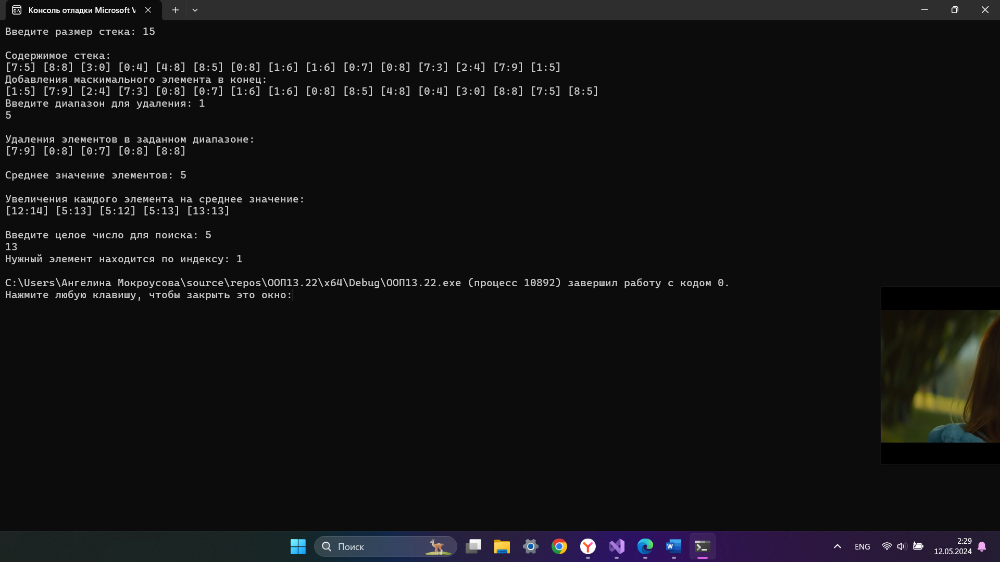 Консоль отладки Microsoft V
Введите размер стека: 15
Содержимое стека:
[7:5] [8:8] [3:0] [0:4] [4:8] [8:5] [0:8] [1:6] [1:6] [0:7] [0:8] [7:3] [2:4] [7:9] [1:5]
Добавления маскимального элемента в конец:
[1:5] [7:9] [2:4] [7:3] [0:8] [0:7] [1:6] [1:6] [0:8] [8:5] [4:8] [0:4] [3:0] [8:8] [7:5] [8:5]
Введите диапазон для удаления: 1
5
Удаления элементов в заданном диапазоне:
[7:9] [0:8] [0:7] [0:8] [8:8]
Среднее значение элементов: 5
Увеличения каждого элемента на среднее значение:
[12:14] [5:13] [5:12] [5:13] [13:13]
Введите целое число для поиска: 5
13
Нужный элемент находится по индексу: 1
C:\Users\Ангелина Мокроусова\source\repos\ООП13.22\x64\Debug\ООП13.22.exe (процесс 10892) завершил работу с кодом 0.
Нажмите любую клавишу, чтобы закрыть это окно:
Поиск
ENG
2:29
12.05.2024